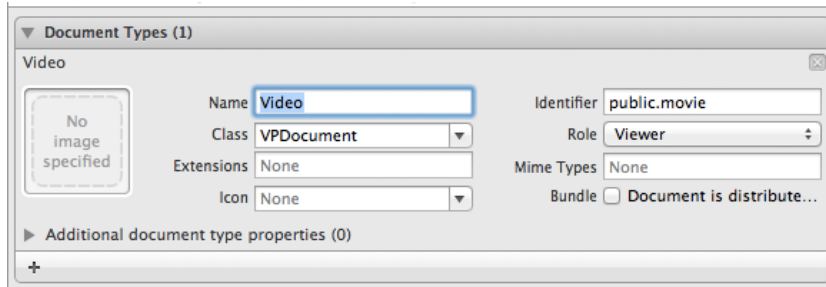 Document Types (1)
Video
No
image
specified
Name Video
Identifier public.movie
Class VPDocument
Role Viewer
Extensions None
Mime Types None
Icon None
Bundle Document is distribute...
Additional document type properties (0)
+